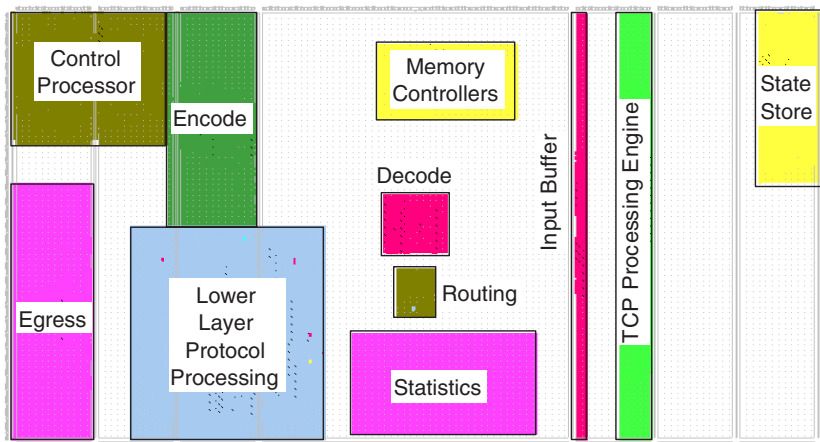 Control
Processor
Encode
Memory
Controllers
State
Store
Decode
Input Buffer
TCP Processing Engine
Routing
Egress
Lower
Layer
Protocol
Processing
Statistics